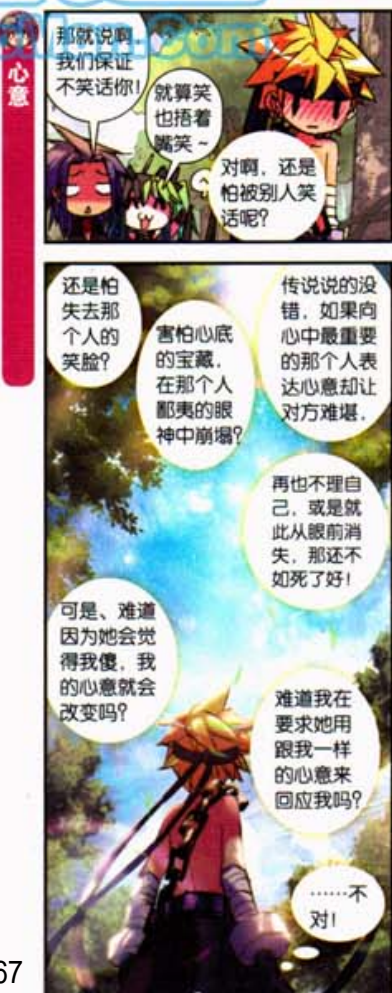 心意
那就说啊，
我们保证
不笑话你！
就算笑
也捂着
嘴笑～
对啊，还是
怕被别人笑
话呢？
还是怕
失去那
个人的
笑脸？
害怕心底
的宝藏，
在那个人
鄙夷的眼
神中崩塌？
传说说的没
错，如果向
心中最重要
的那个人表
达心意却让
对方难堪，
再也不理自
己，或是就
此从眼前消
失，那还不
如死了好！
可是、难道
因为她会觉
得我傻，我
的心意就会
改变吗？
难道我在
要求她用
跟我一样
的心意来
回应我吗？
……不
对！
67